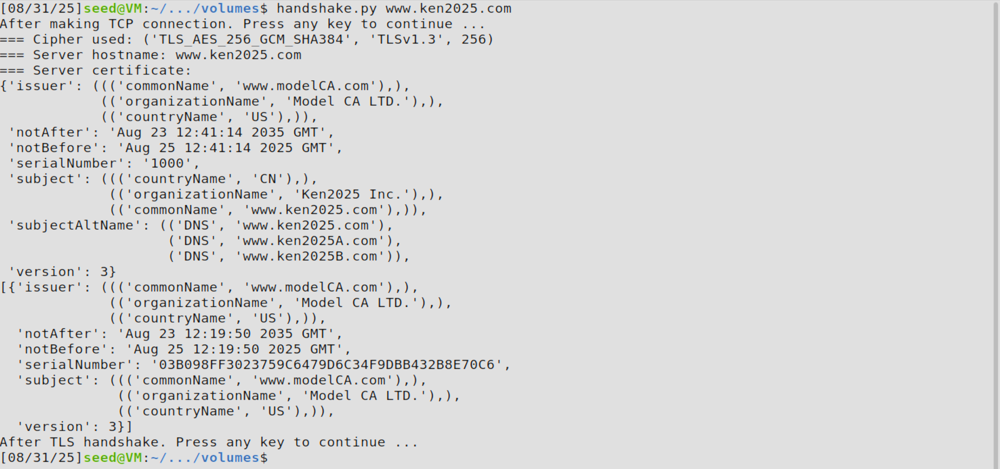 [08/31/25]seed@VM:~/.../volumes$ handshake.py www.ken2025.com
After making TCP connection. Press any key to continue ...
=== Cipher used: ('TLS_AES_256_GCM_SHA384', 'TLSv1.3', 256)
=== Server hostname: www.ken2025.com
=== Server certificate:
{'issuer': ((('commonName', 'www.modelCA.com'),),
            (('organizationName', 'Model CA LTD.'),),
            (('countryName', 'US'),)),
 'notAfter': 'Aug 23 12:41:14 2035 GMT',
 'notBefore': 'Aug 25 12:41:14 2025 GMT',
 'serialNumber': '1000',
 'subject': ((('countryName', 'CN'),),
             (('organizationName', 'Ken2025 Inc.'),),
             (('commonName', 'www.ken2025.com'),)),
 'subjectAltName': (('DNS', 'www.ken2025.com'),
                    ('DNS', 'www.ken2025A.com'),
                    ('DNS', 'www.ken2025B.com')),
 'version': 3}
[{'issuer': ((('commonName', 'www.modelCA.com'),),
             (('organizationName', 'Model CA LTD.'),),
             (('countryName', 'US'),)),
  'notAfter': 'Aug 23 12:19:50 2035 GMT',
  'notBefore': 'Aug 25 12:19:50 2025 GMT',
  'serialNumber': '03B098FF3023759C6479D6C34F9DBB432B8E70C6',
  'subject': ((('commonName', 'www.modelCA.com'),),
              (('organizationName', 'Model CA LTD.'),),
              (('countryName', 'US'),)),
  'version': 3}]
After TLS handshake. Press any key to continue ...
[08/31/25]seed@VM:~/.../volumes$